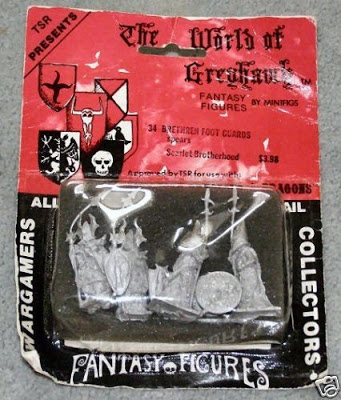 TSR
PRESENTS
The World of
Greyhawk TM
FANTASY
FIGURES BY MINIFIGS
34 BRETHREN FOOT GUARDS
Spears
Scarlet Brotherhood $3.98
Approved by TSR for use with
DRAGONS
ALL
WARGAMERS
COLLECTORS
FANTASY FIGURES